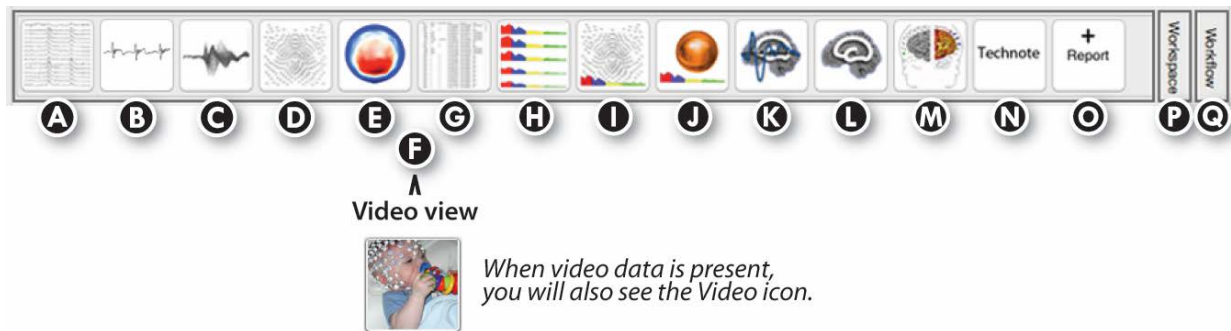 Technote
+
Report
Workspace
Workflow
A
B
C
D
E
G
H
I
J
K
L
M
N
O
P
Q
F
Video view
When video data is present,
you will also see the Video icon.